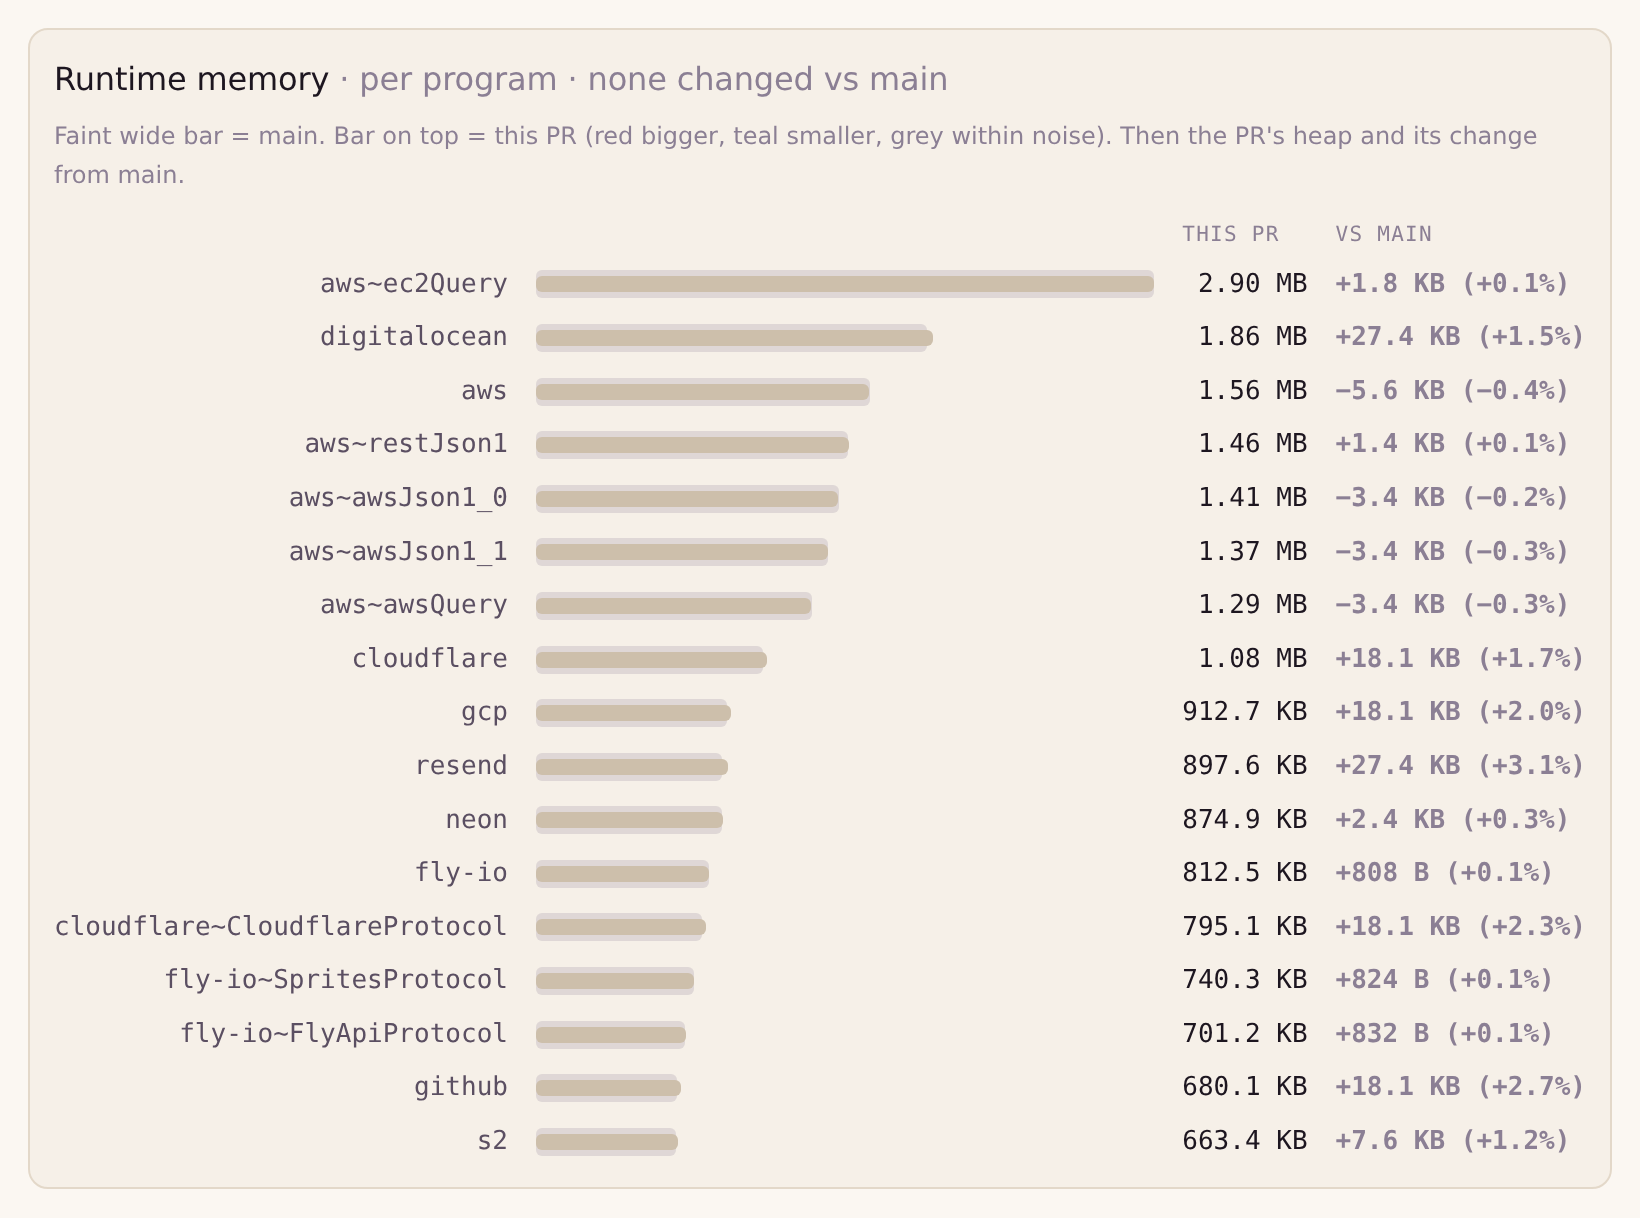 Runtime memory · per program · none changed vs main
Faint wide bar = main. Bar on top = this PR (red bigger, teal smaller, grey within noise). Then the PR's heap and its change
from main.
THIS PR VS MAIN
aws~ec2Query 2.90 MB +1.8 KB (+0.1%)
digitalocean 1.86 MB +27.4 KB (+1.5%)
aws 1.56 MB −5.6 KB (−0.4%)
aws~restJson1 1.46 MB +1.4 KB (+0.1%)
aws~awsJson1_0 1.41 MB −3.4 KB (−0.2%)
aws~awsJson1_1 1.37 MB −3.4 KB (−0.3%)
aws~awsQuery 1.29 MB −3.4 KB (−0.3%)
cloudflare 1.08 MB +18.1 KB (+1.7%)
gcp 912.7 KB +18.1 KB (+2.0%)
resend 897.6 KB +27.4 KB (+3.1%)
neon 874.9 KB +2.4 KB (+0.3%)
fly-io 812.5 KB +808 B (+0.1%)
cloudflare~CloudflareProtocol 795.1 KB +18.1 KB (+2.3%)
fly-io~SpritesProtocol 740.3 KB +824 B (+0.1%)
fly-io~FlyApiProtocol 701.2 KB +832 B (+0.1%)
github 680.1 KB +18.1 KB (+2.7%)
s2 663.4 KB +7.6 KB (+1.2%)